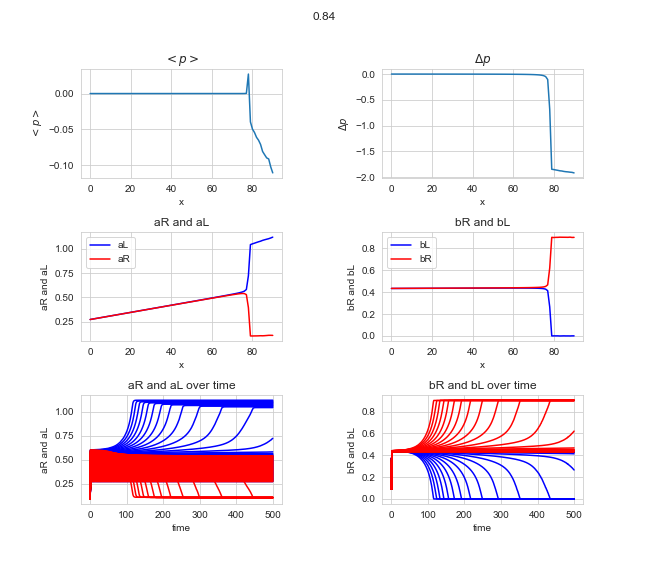 0.84
< p >
Δp
0.00
−0.05
−0.10
< p >
0 20 40 60 80
x
0.0
−0.5
−1.0
−1.5
−2.0
Δp
0 20 40 60 80
x
aR and aL
bR and bL
1.00
0.75
0.50
0.25
aR and aL
aL
aR
0 20 40 60 80
x
0.8
0.6
0.4
0.2
0.0
bR and bL
bL
bR
0 20 40 60 80
x
aR and aL over time
bR and bL over time
1.00
0.75
0.50
0.25
aR and aL
0 100 200 300 400 500
time
0.8
0.6
0.4
0.2
0.0
bR and bL
0 100 200 300 400 500
time